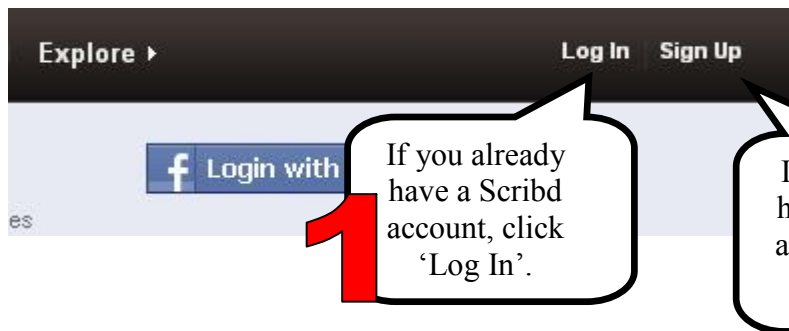 Explore ▸ Log In Sign Up
Login with
es
If you already
have a Scribd
account, click
‘Log In’.
1